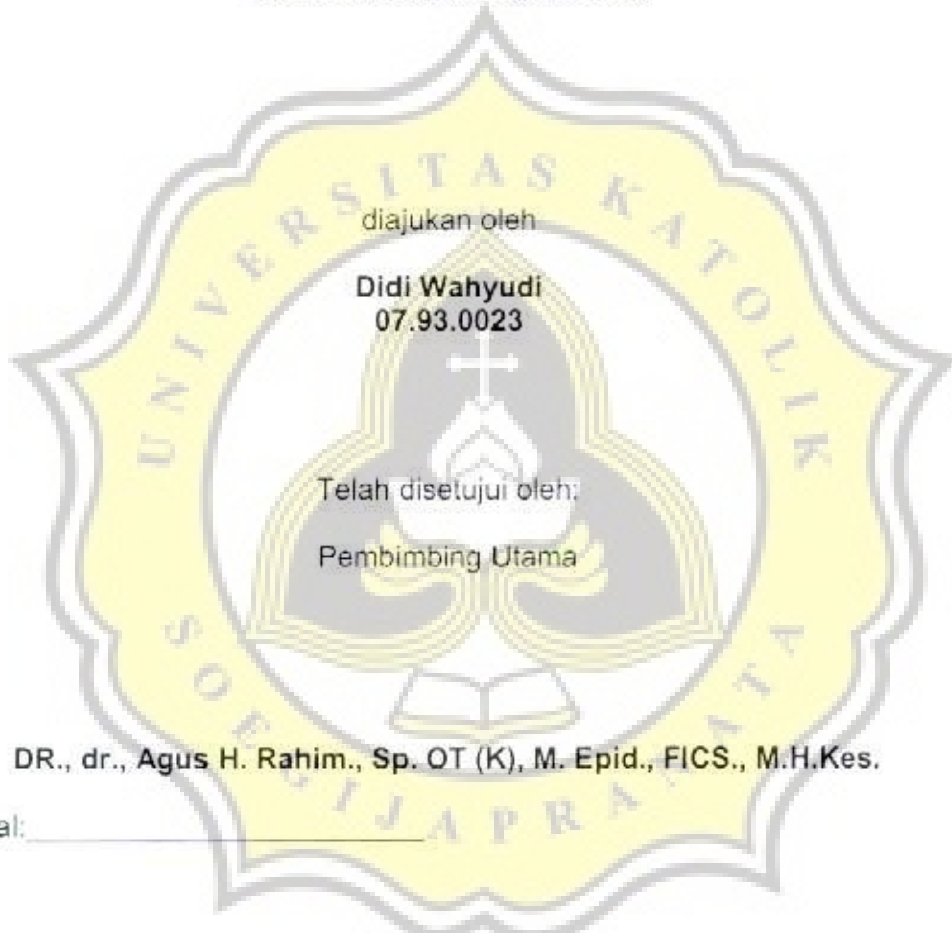 UNIVERSITAS KATOLIK
diajukan oleh
Didi Wahyudi
07.93.0023
Telah disetujui oleh:
Pembimbing Utama
DR., dr., Agus H. Rahim., Sp. OT (K), M. Epid., FICS., M.H.Kes.
al:
SOEGIJAPRANATA